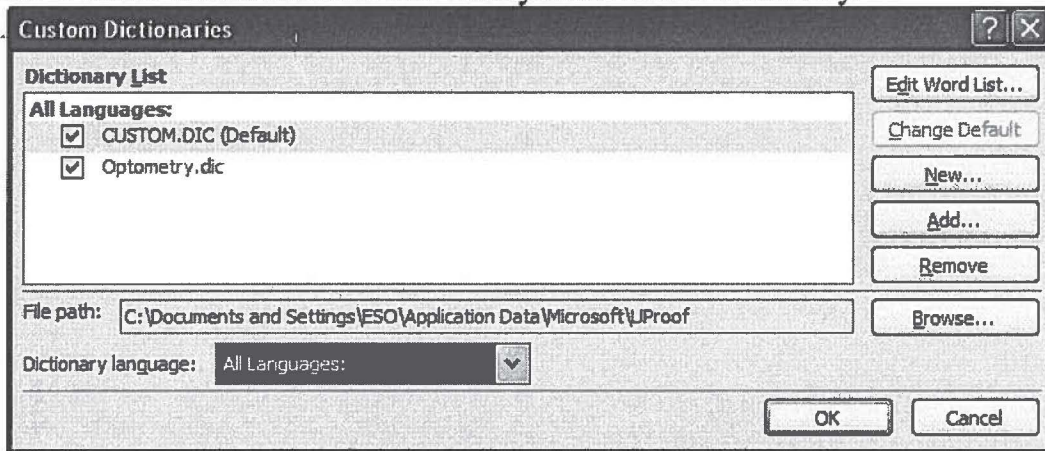 Custom Dictionaries
Dictionary List
All Languages:
CUSTOM.DIC (Default)
Optometry.dic
Edit Word List...
Change Default
New...
Add...
Remove
File path: C:\Documents and Settings\ESO\Application Data\Microsoft\UProof
Browse...
Dictionary language: All Languages:
OK
Cancel